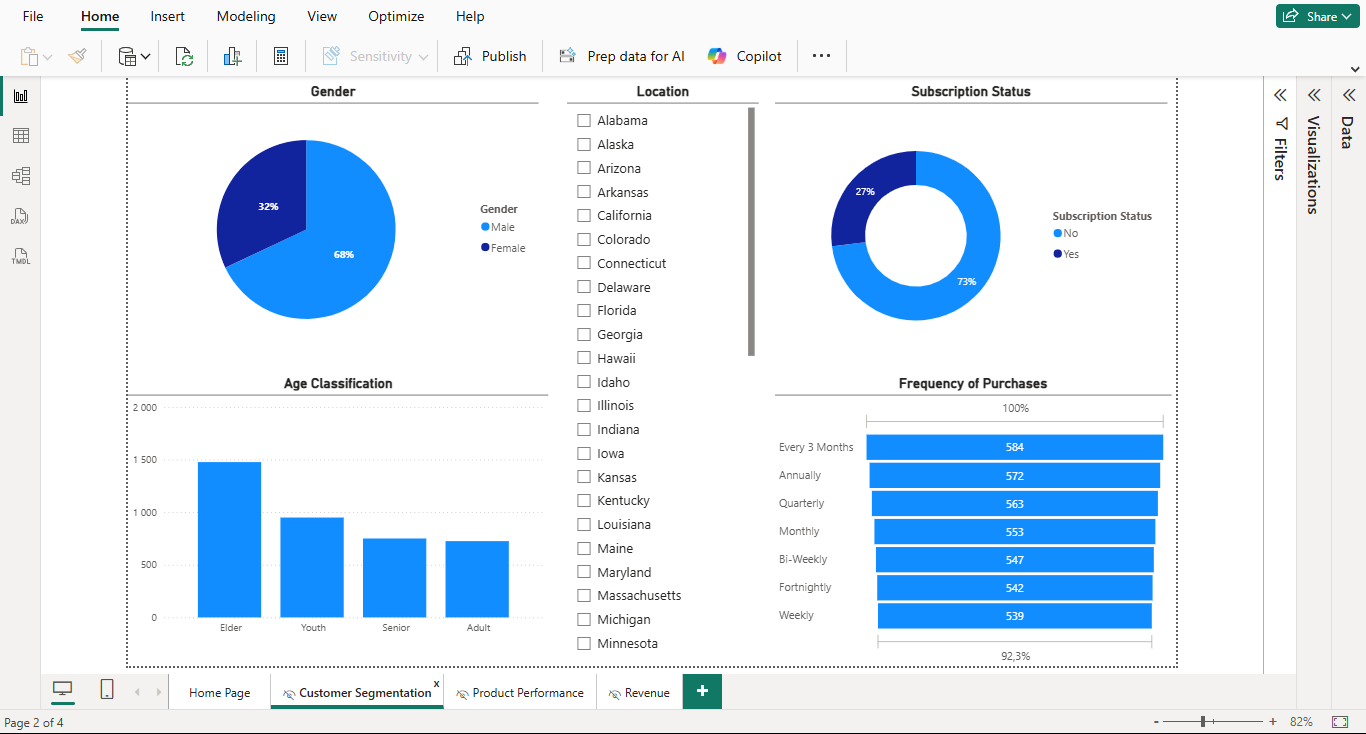 File Home Insert Modeling View Optimize Help Share
Sensitivity Publish Prep data for AI Copilot
DAX
TMDL
Gender
32%
68%
Gender
Male
Female
Location
Alabama
Alaska
Arizona
Arkansas
California
Colorado
Connecticut
Delaware
Florida
Georgia
Hawaii
Idaho
Illinois
Indiana
Iowa
Kansas
Kentucky
Louisiana
Maine
Maryland
Massachusetts
Michigan
Minnesota
Subscription Status
27%
73%
Subscription Status
No
Yes
Age Classification
2 000
1 500
1 000
500
0
Elder Youth Senior Adult
Frequency of Purchases
100%
Every 3 Months 584
Annually 572
Quarterly 563
Monthly 553
Bi-Weekly 547
Fortnightly 542
Weekly 539
92,3%
Filters
Visualizations
Data
Home Page Customer Segmentation x Product Performance Revenue +
Page 2 of 4 - + 82%